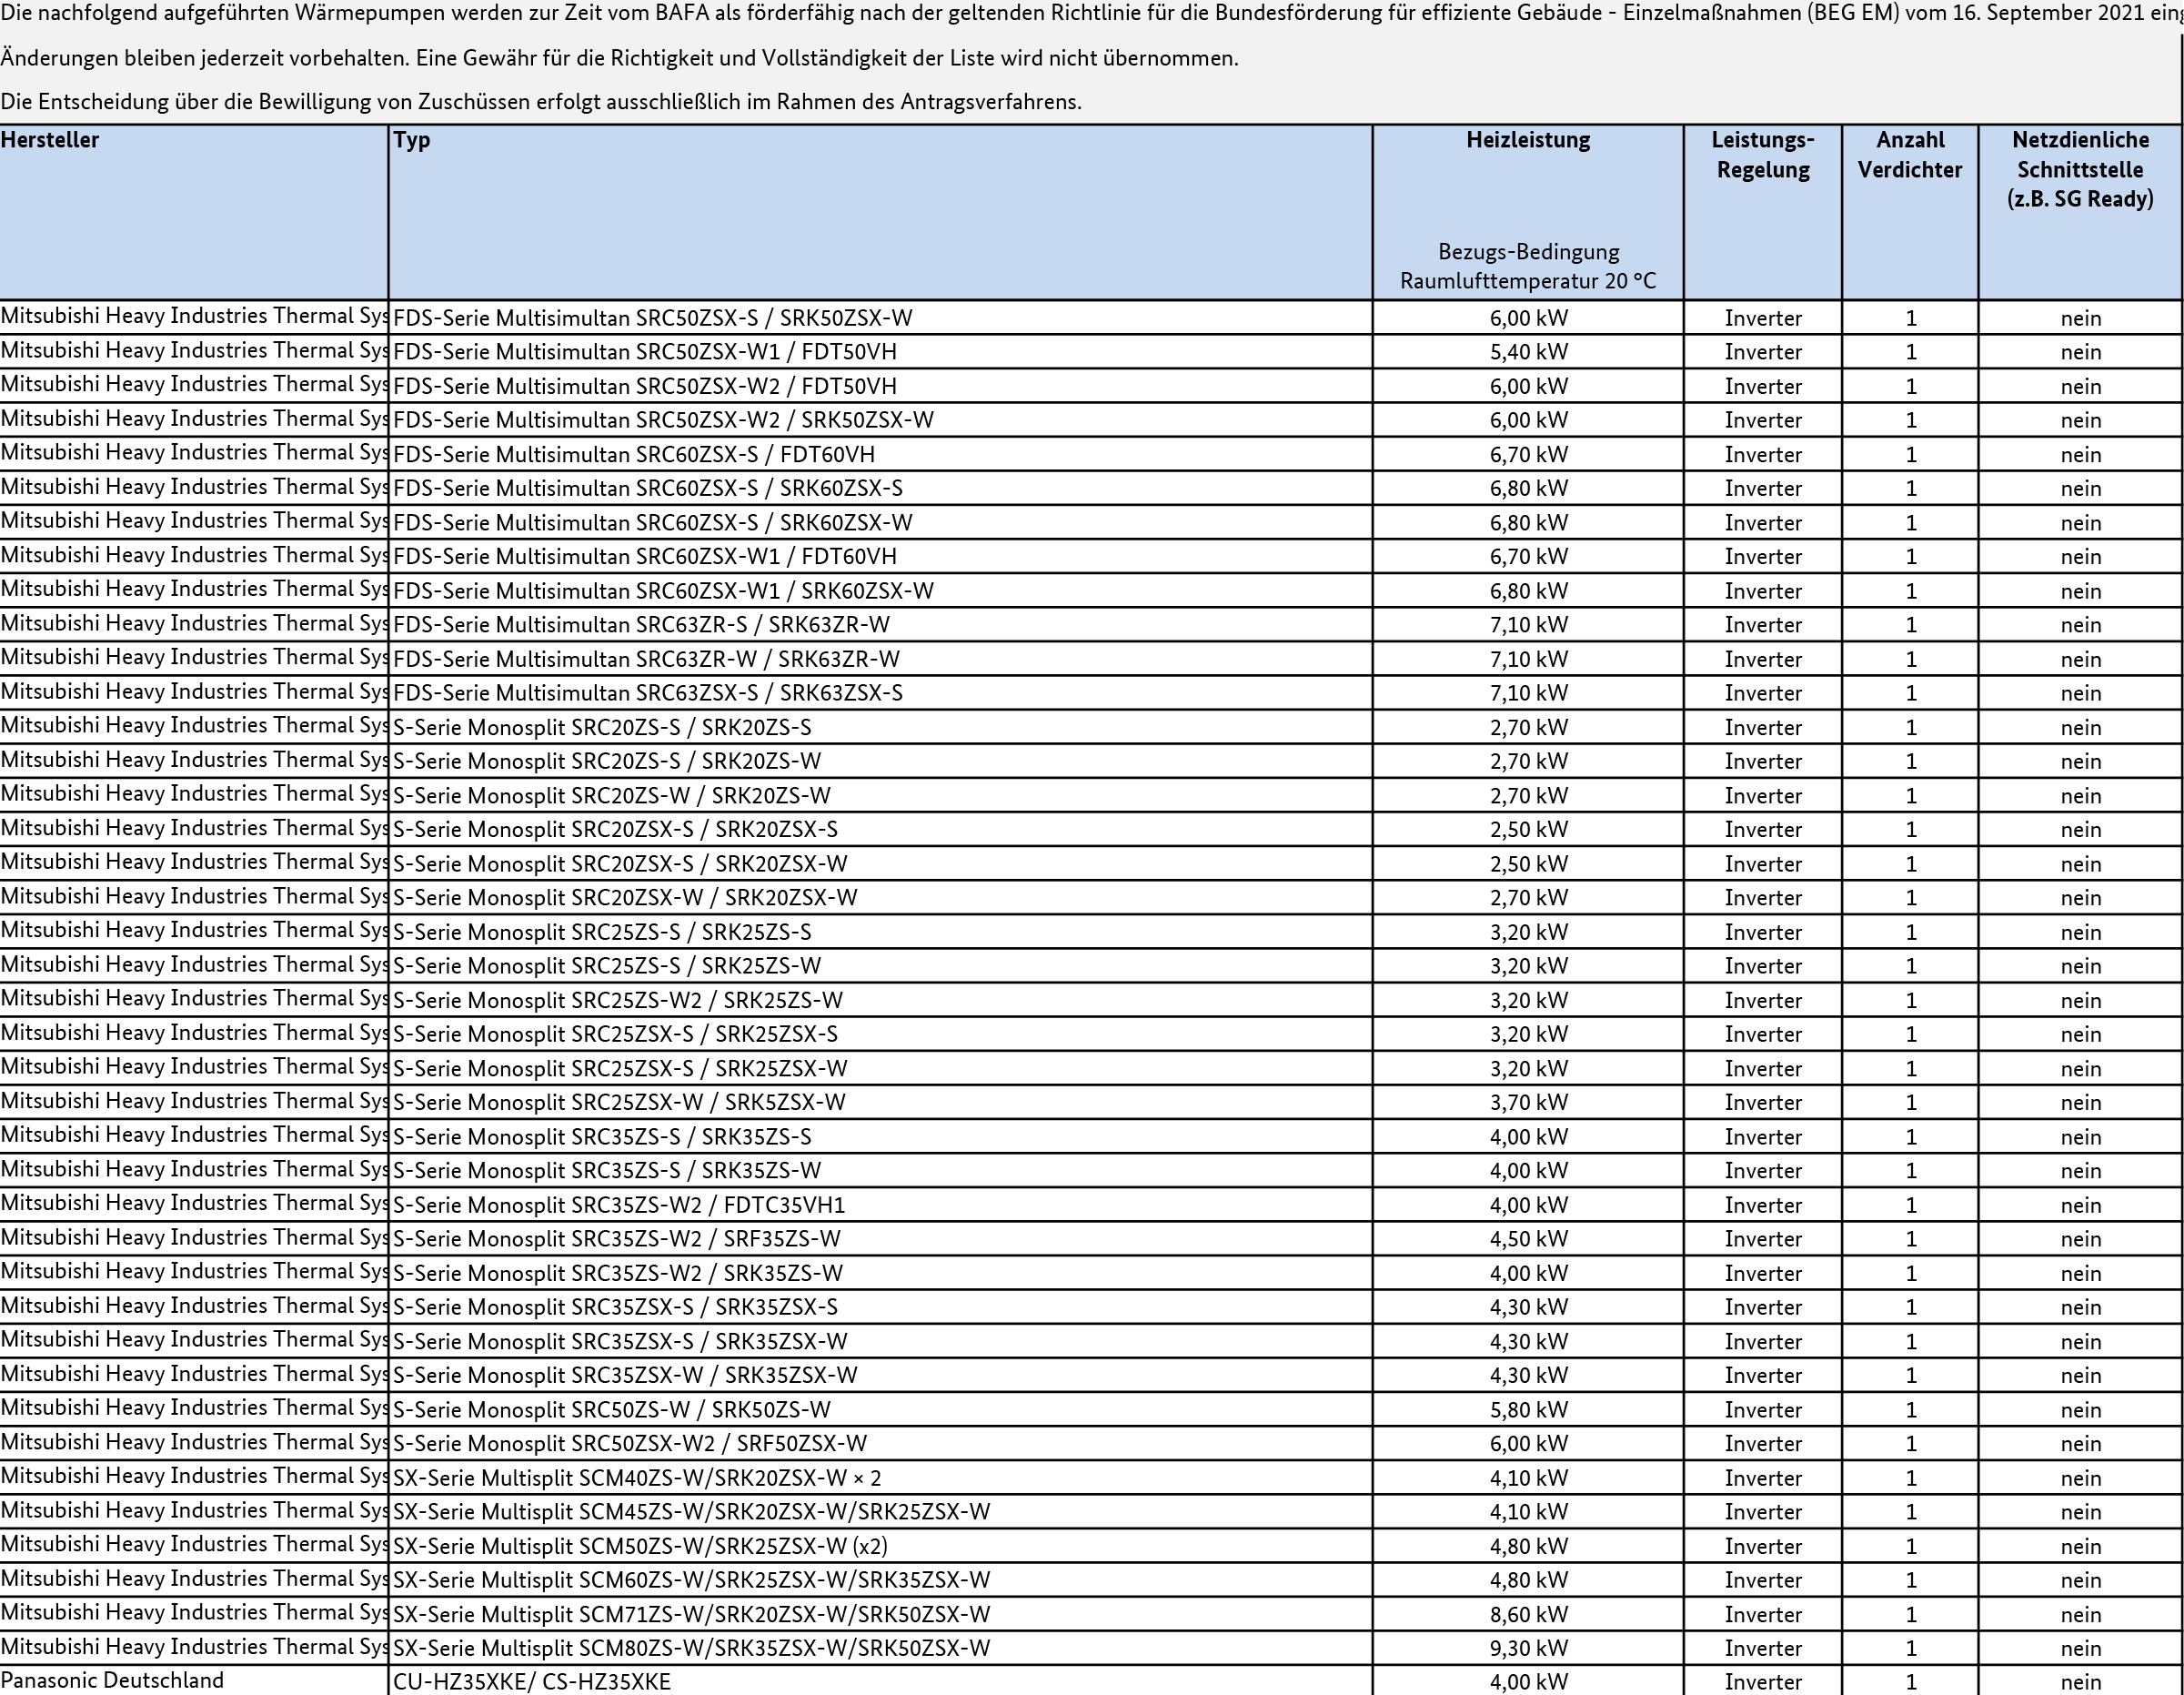 Die nachfolgend aufgeführten Wärmepumpen werden zur Zeit vom BAFA als förderfähig nach der geltenden Richtlinie für die Bundesförderung für effiziente Gebäude - Einzelmaßnahmen (BEG EM) vom 16. September 2021 eing
Änderungen bleiben jederzeit vorbehalten. Eine Gewähr für die Richtigkeit und Vollständigkeit der Liste wird nicht übernommen.
Die Entscheidung über die Bewilligung von Zuschüssen erfolgt ausschließlich im Rahmen des Antragsverfahrens.
Hersteller Typ Heizleistung Leistungs- Anzahl Netzdienliche
Regelung Verdichter Schnittstelle
(z.B. SG Ready)
Bezugs-Bedingung
Raumlufttemperatur 20 °C
Mitsubishi Heavy Industries Thermal Sys FDS-Serie Multisimultan SRC50ZSX-S / SRK50ZSX-W 6,00 kW Inverter 1 nein
Mitsubishi Heavy Industries Thermal Sys FDS-Serie Multisimultan SRC50ZSX-W1 / FDT50VH 5,40 kW Inverter 1 nein
Mitsubishi Heavy Industries Thermal Sys FDS-Serie Multisimultan SRC50ZSX-W2 / FDT50VH 6,00 kW Inverter 1 nein
Mitsubishi Heavy Industries Thermal Sys FDS-Serie Multisimultan SRC50ZSX-W2 / SRK50ZSX-W 6,00 kW Inverter 1 nein
Mitsubishi Heavy Industries Thermal Sys FDS-Serie Multisimultan SRC60ZSX-S / FDT60VH 6,70 kW Inverter 1 nein
Mitsubishi Heavy Industries Thermal Sys FDS-Serie Multisimultan SRC60ZSX-S / SRK60ZSX-S 6,80 kW Inverter 1 nein
Mitsubishi Heavy Industries Thermal Sys FDS-Serie Multisimultan SRC60ZSX-S / SRK60ZSX-W 6,80 kW Inverter 1 nein
Mitsubishi Heavy Industries Thermal Sys FDS-Serie Multisimultan SRC60ZSX-W1 / FDT60VH 6,70 kW Inverter 1 nein
Mitsubishi Heavy Industries Thermal Sys FDS-Serie Multisimultan SRC60ZSX-W1 / SRK60ZSX-W 6,80 kW Inverter 1 nein
Mitsubishi Heavy Industries Thermal Sys FDS-Serie Multisimultan SRC63ZR-S / SRK63ZR-W 7,10 kW Inverter 1 nein
Mitsubishi Heavy Industries Thermal Sys FDS-Serie Multisimultan SRC63ZR-W / SRK63ZR-W 7,10 kW Inverter 1 nein
Mitsubishi Heavy Industries Thermal Sys FDS-Serie Multisimultan SRC63ZSX-S / SRK63ZSX-S 7,10 kW Inverter 1 nein
Mitsubishi Heavy Industries Thermal Sys S-Serie Monosplit SRC20ZS-S / SRK20ZS-S 2,70 kW Inverter 1 nein
Mitsubishi Heavy Industries Thermal Sys S-Serie Monosplit SRC20ZS-S / SRK20ZS-W 2,70 kW Inverter 1 nein
Mitsubishi Heavy Industries Thermal Sys S-Serie Monosplit SRC20ZS-W / SRK20ZS-W 2,70 kW Inverter 1 nein
Mitsubishi Heavy Industries Thermal Sys S-Serie Monosplit SRC20ZSX-S / SRK20ZSX-S 2,50 kW Inverter 1 nein
Mitsubishi Heavy Industries Thermal Sys S-Serie Monosplit SRC20ZSX-S / SRK20ZSX-W 2,50 kW Inverter 1 nein
Mitsubishi Heavy Industries Thermal Sys S-Serie Monosplit SRC20ZSX-W / SRK20ZSX-W 2,70 kW Inverter 1 nein
Mitsubishi Heavy Industries Thermal Sys S-Serie Monosplit SRC25ZS-S / SRK25ZS-S 3,20 kW Inverter 1 nein
Mitsubishi Heavy Industries Thermal Sys S-Serie Monosplit SRC25ZS-S / SRK25ZS-W 3,20 kW Inverter 1 nein
Mitsubishi Heavy Industries Thermal Sys S-Serie Monosplit SRC25ZS-W2 / SRK25ZS-W 3,20 kW Inverter 1 nein
Mitsubishi Heavy Industries Thermal Sys S-Serie Monosplit SRC25ZSX-S / SRK25ZSX-S 3,20 kW Inverter 1 nein
Mitsubishi Heavy Industries Thermal Sys S-Serie Monosplit SRC25ZSX-S / SRK25ZSX-W 3,20 kW Inverter 1 nein
Mitsubishi Heavy Industries Thermal Sys S-Serie Monosplit SRC25ZSX-W / SRK5ZSX-W 3,70 kW Inverter 1 nein
Mitsubishi Heavy Industries Thermal Sys S-Serie Monosplit SRC35ZS-S / SRK35ZS-S 4,00 kW Inverter 1 nein
Mitsubishi Heavy Industries Thermal Sys S-Serie Monosplit SRC35ZS-S / SRK35ZS-W 4,00 kW Inverter 1 nein
Mitsubishi Heavy Industries Thermal Sys S-Serie Monosplit SRC35ZS-W2 / FDTC35VH1 4,00 kW Inverter 1 nein
Mitsubishi Heavy Industries Thermal Sys S-Serie Monosplit SRC35ZS-W2 / SRF35ZS-W 4,50 kW Inverter 1 nein
Mitsubishi Heavy Industries Thermal Sys S-Serie Monosplit SRC35ZS-W2 / SRK35ZS-W 4,00 kW Inverter 1 nein
Mitsubishi Heavy Industries Thermal Sys S-Serie Monosplit SRC35ZSX-S / SRK35ZSX-S 4,30 kW Inverter 1 nein
Mitsubishi Heavy Industries Thermal Sys S-Serie Monosplit SRC35ZSX-S / SRK35ZSX-W 4,30 kW Inverter 1 nein
Mitsubishi Heavy Industries Thermal Sys S-Serie Monosplit SRC35ZSX-W / SRK35ZSX-W 4,30 kW Inverter 1 nein
Mitsubishi Heavy Industries Thermal Sys S-Serie Monosplit SRC50ZS-W / SRK50ZS-W 5,80 kW Inverter 1 nein
Mitsubishi Heavy Industries Thermal Sys S-Serie Monosplit SRC50ZSX-W2 / SRF50ZSX-W 6,00 kW Inverter 1 nein
Mitsubishi Heavy Industries Thermal Sys SX-Serie Multisplit SCM40ZS-W/SRK20ZSX-W × 2 4,10 kW Inverter 1 nein
Mitsubishi Heavy Industries Thermal Sys SX-Serie Multisplit SCM45ZS-W/SRK20ZSX-W/SRK25ZSX-W 4,10 kW Inverter 1 nein
Mitsubishi Heavy Industries Thermal Sys SX-Serie Multisplit SCM50ZS-W/SRK25ZSX-W (x2) 4,80 kW Inverter 1 nein
Mitsubishi Heavy Industries Thermal Sys SX-Serie Multisplit SCM60ZS-W/SRK25ZSX-W/SRK35ZSX-W 4,80 kW Inverter 1 nein
Mitsubishi Heavy Industries Thermal Sys SX-Serie Multisplit SCM71ZS-W/SRK20ZSX-W/SRK50ZSX-W 8,60 kW Inverter 1 nein
Mitsubishi Heavy Industries Thermal Sys SX-Serie Multisplit SCM80ZS-W/SRK35ZSX-W/SRK50ZSX-W 9,30 kW Inverter 1 nein
Panasonic Deutschland CU-HZ35XKE/ CS-HZ35XKE 4,00 kW Inverter 1 nein